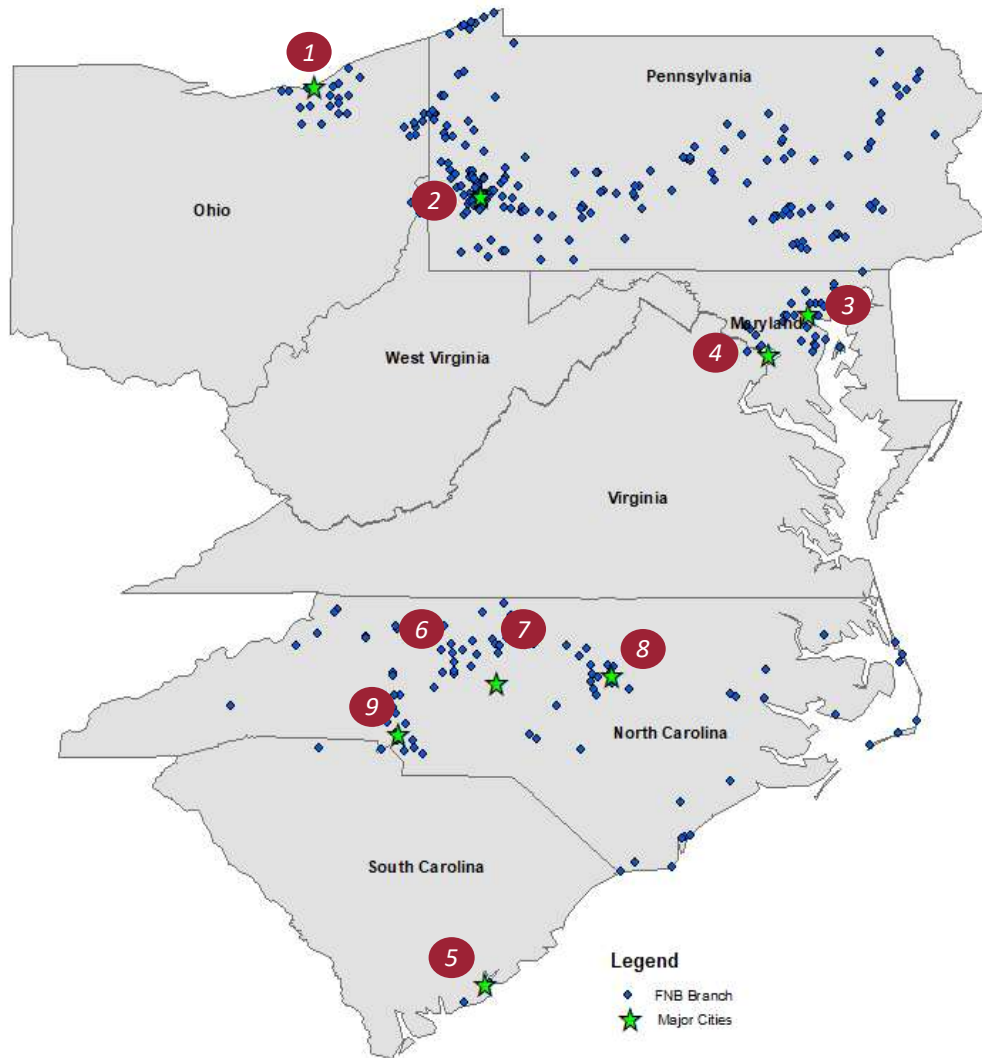 1
Pennsylvania
Ohio
2
3
Maryland
4
West Virginia
Virginia
6
7
8
9
North Carolina
South Carolina
5
Legend
FNB Branch
Major Cities